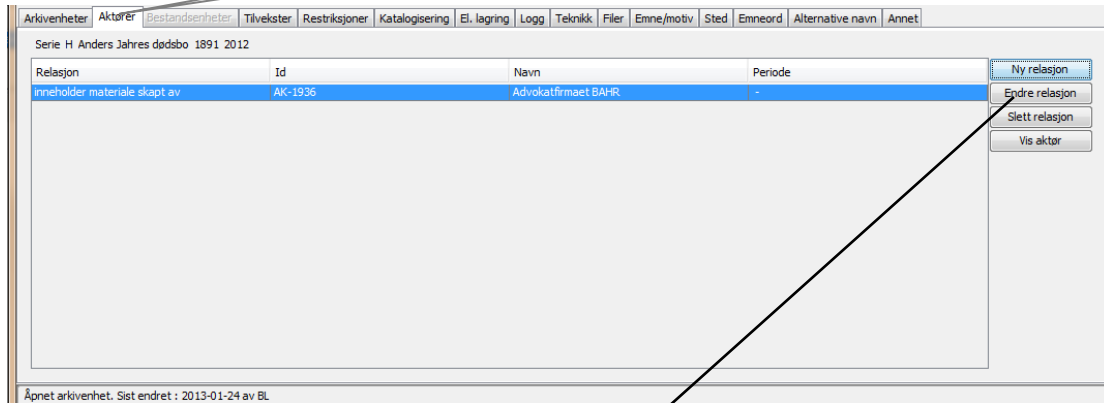 Arkivenheter Aktører Bestandsenheter Tilvekster Restriksjoner Katalogisering El. lagring Logg Teknikk Filer Emne/motiv Sted Emneord Alternative navn Annet
Serie H Anders Jahres dødsbo 1891 2012
Relasjon Id Navn Periode
inneholder materiale skapt av AK-1936 Advokatfirmaet BAHR -
Ny relasjon
Endre relasjon
Slett relasjon
Vis aktør
Åpnet arkivenhet. Sist endret : 2013-01-24 av BL